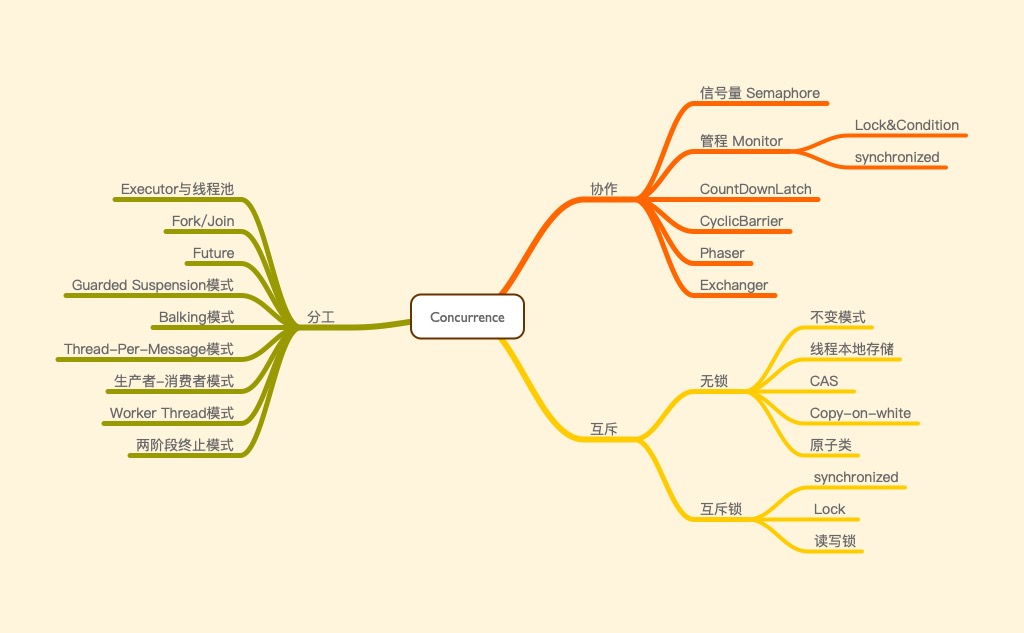 Concurrence
协作
信号量 Semaphore
管程 Monitor
Lock&Condition
synchronized
CountDownLatch
CyclicBarrier
Phaser
Exchanger
互斥
无锁
不变模式
线程本地存储
CAS
Copy-on-white
原子类
互斥锁
synchronized
Lock
读写锁
分工
Executor与线程池
Fork/Join
Future
Guarded Suspension模式
Balking模式
Thread-Per-Message模式
生产者-消费者模式
Worker Thread模式
两阶段终止模式